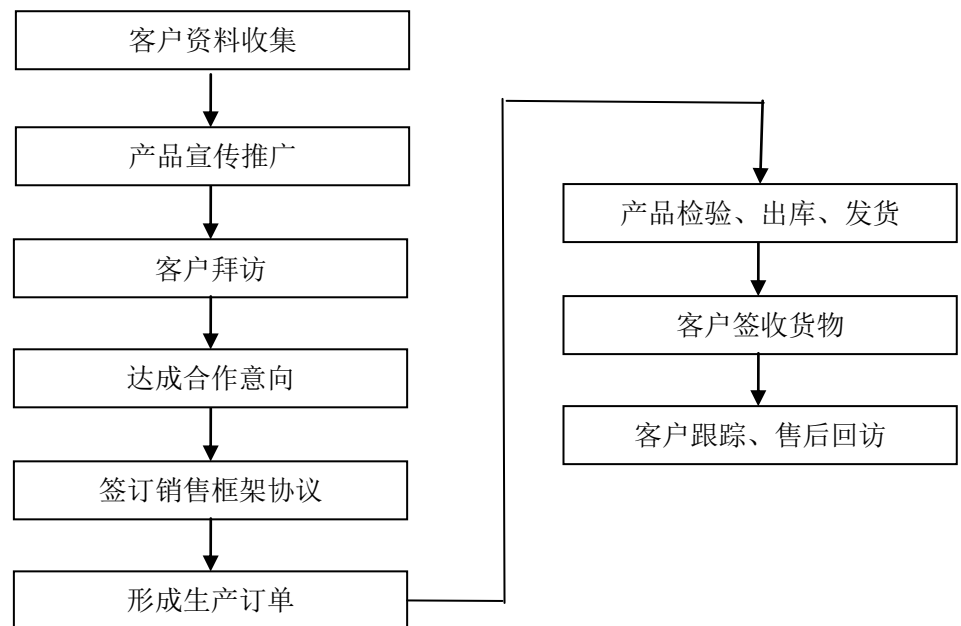 客户资料收集
产品宣传推广
客户拜访
达成合作意向
签订销售框架协议
形成生产订单
产品检验、出库、发货
客户签收货物
客户跟踪、售后回访